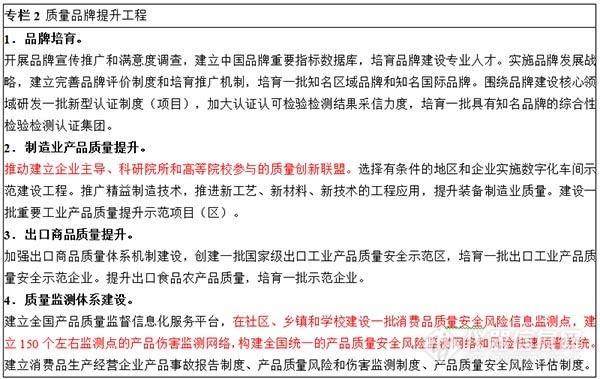 专栏 2 质量品牌提升工程
1．品牌培育。
开展品牌宣传推广和满意度调查，建立中国品牌重要指标数据库，培育品牌建设专业人才。实施品牌发展战
略，建立完善品牌评价制度和培育推广机制，培育一批知名区域品牌和知名国际品牌。围绕品牌建设核心领
域研发一批新型认证制度（项目），加大认证认可检验检测结果采信力度，培育一批具有知名品牌的综合性
检验检测认证集团。
2．制造业产品质量提升。
推动建立企业主导、科研院所和高等院校参与的质量创新联盟。选择有条件的地区和企业实施数字化车间示
范建设工程。推广精益制造技术，推进新工艺、新材料、新技术的工程应用，提升装备制造业质量。建设一
批重要工业产品质量提升示范项目（区）。
3．出口商品质量提升。
加强出口商品质量体系机制建设，创建一批国家级出口工业产品质量安全示范区，培育一批出口工业产品质
量安全示范企业。提升出口食品农产品质量，培育一批示范企业。
4．质量监测体系建设。
建立全国产品质量监督信息化服务平台，在社区、乡镇和学校建设一批消费品质量安全风险信息监测点，建
立 150 个左右监测点的产品伤害监测网络，构建全国统一的产品质量安全风险监测网络和风险快速预警系统。
建立消费品生产经营企业产品事故报告制度、产品质量风险和伤害监测制度、产品质量安全风险评估制度。